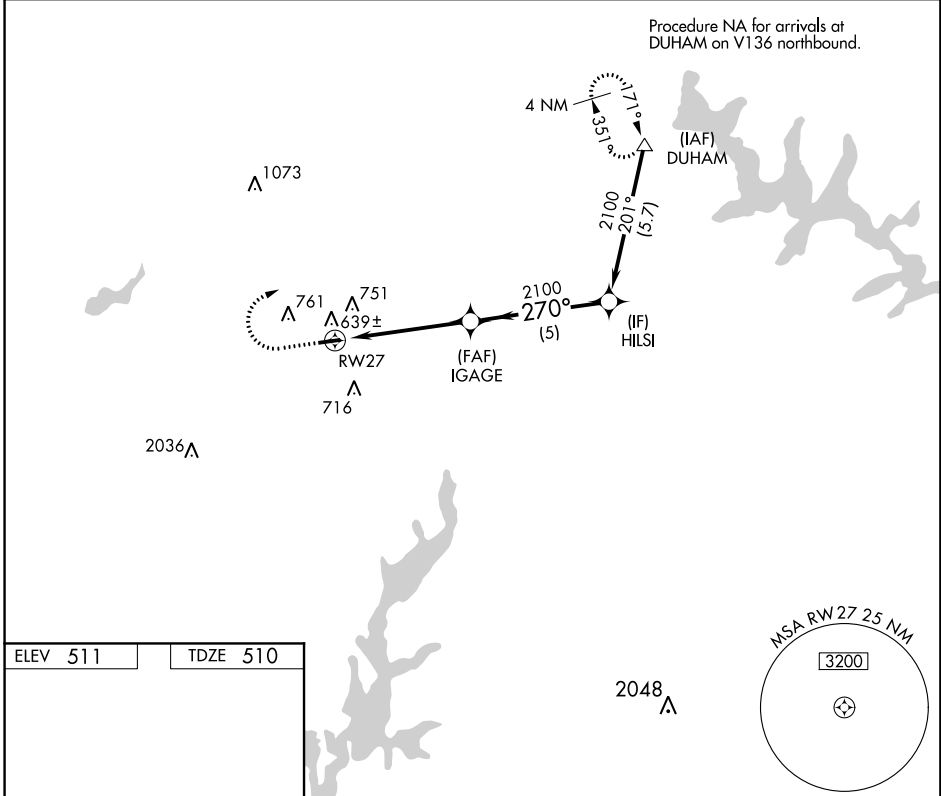 Procedure NA for arrivals at
DUHAM on V136 northbound.
4 NM
171°
351°
(IAF)
DUHAM
1073
2100
201°
(5.7)
761
751
639±
2100
270°
(5)
(IF)
HILSI
RW27
(FAF)
IGAGE
716
2036
ELEV 511
TDZE 510
MSA RW 27 25 NM
3200
2048